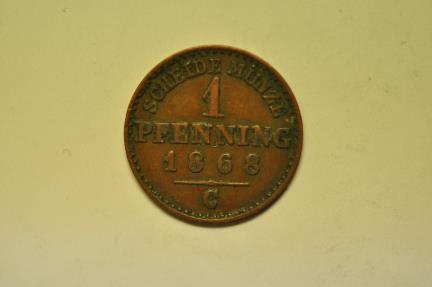 SCHEIDE MÜNZE
1
PFENNING
1868
C